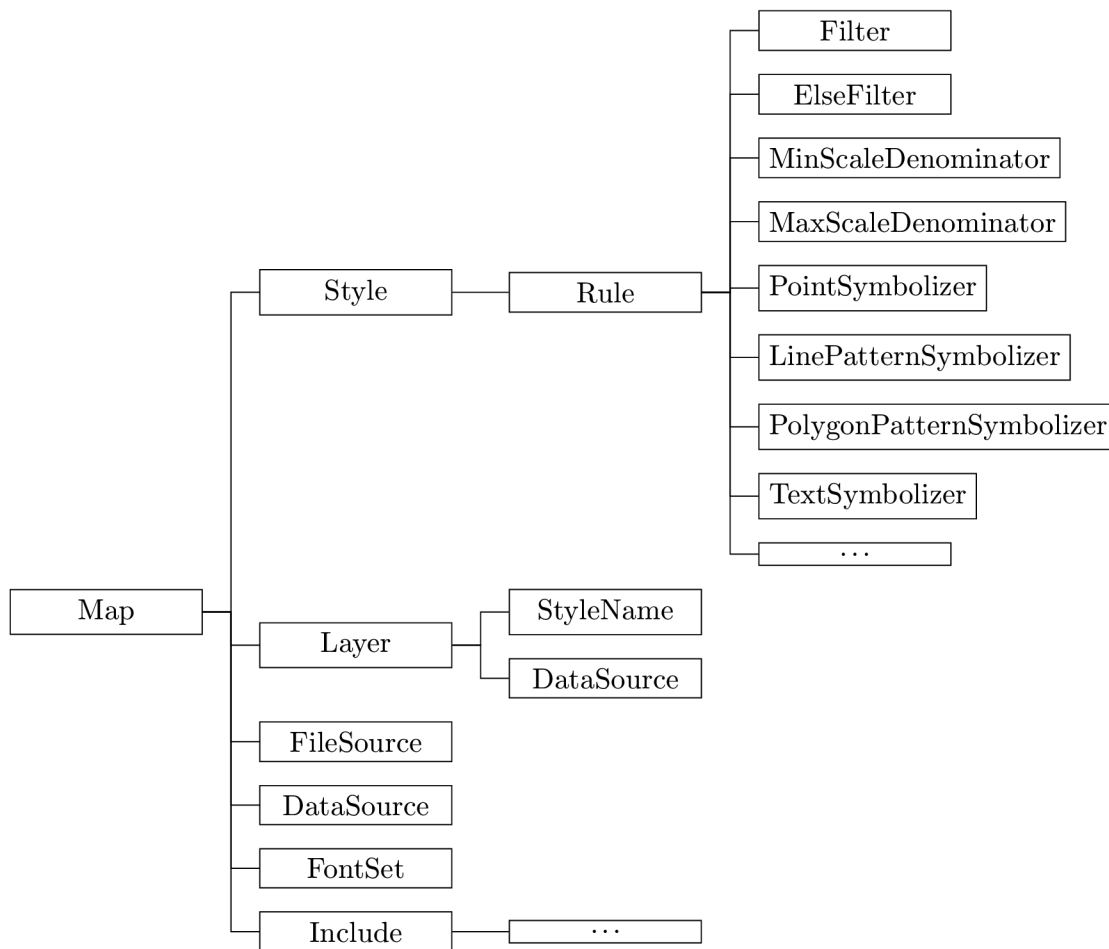 Filter
ElseFilter
MinScaleDenominator
MaxScaleDenominator
Style
Rule
PointSymbolizer
LinePatternSymbolizer
PolygonPatternSymbolizer
TextSymbolizer
...
Map
StyleName
Layer
DataSource
FileSource
DataSource
FontSet
Include
...